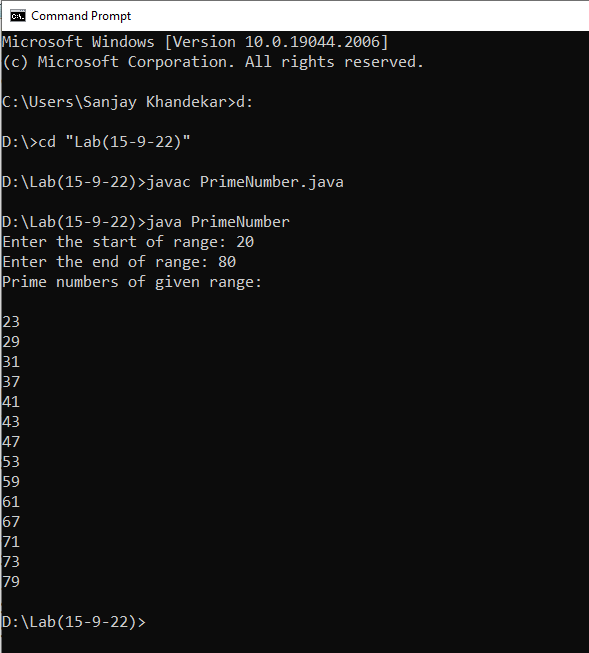 Command Prompt
Microsoft Windows [Version 10.0.19044.2006]
(c) Microsoft Corporation. All rights reserved.
C:\Users\Sanjay Khandekar>d:
D:\>cd "Lab(15-9-22)"
D:\Lab(15-9-22)>javac PrimeNumber.java
D:\Lab(15-9-22)>java PrimeNumber
Enter the start of range: 20
Enter the end of range: 80
Prime numbers of given range:
23
29
31
37
41
43
47
53
59
61
67
71
73
79
D:\Lab(15-9-22)>